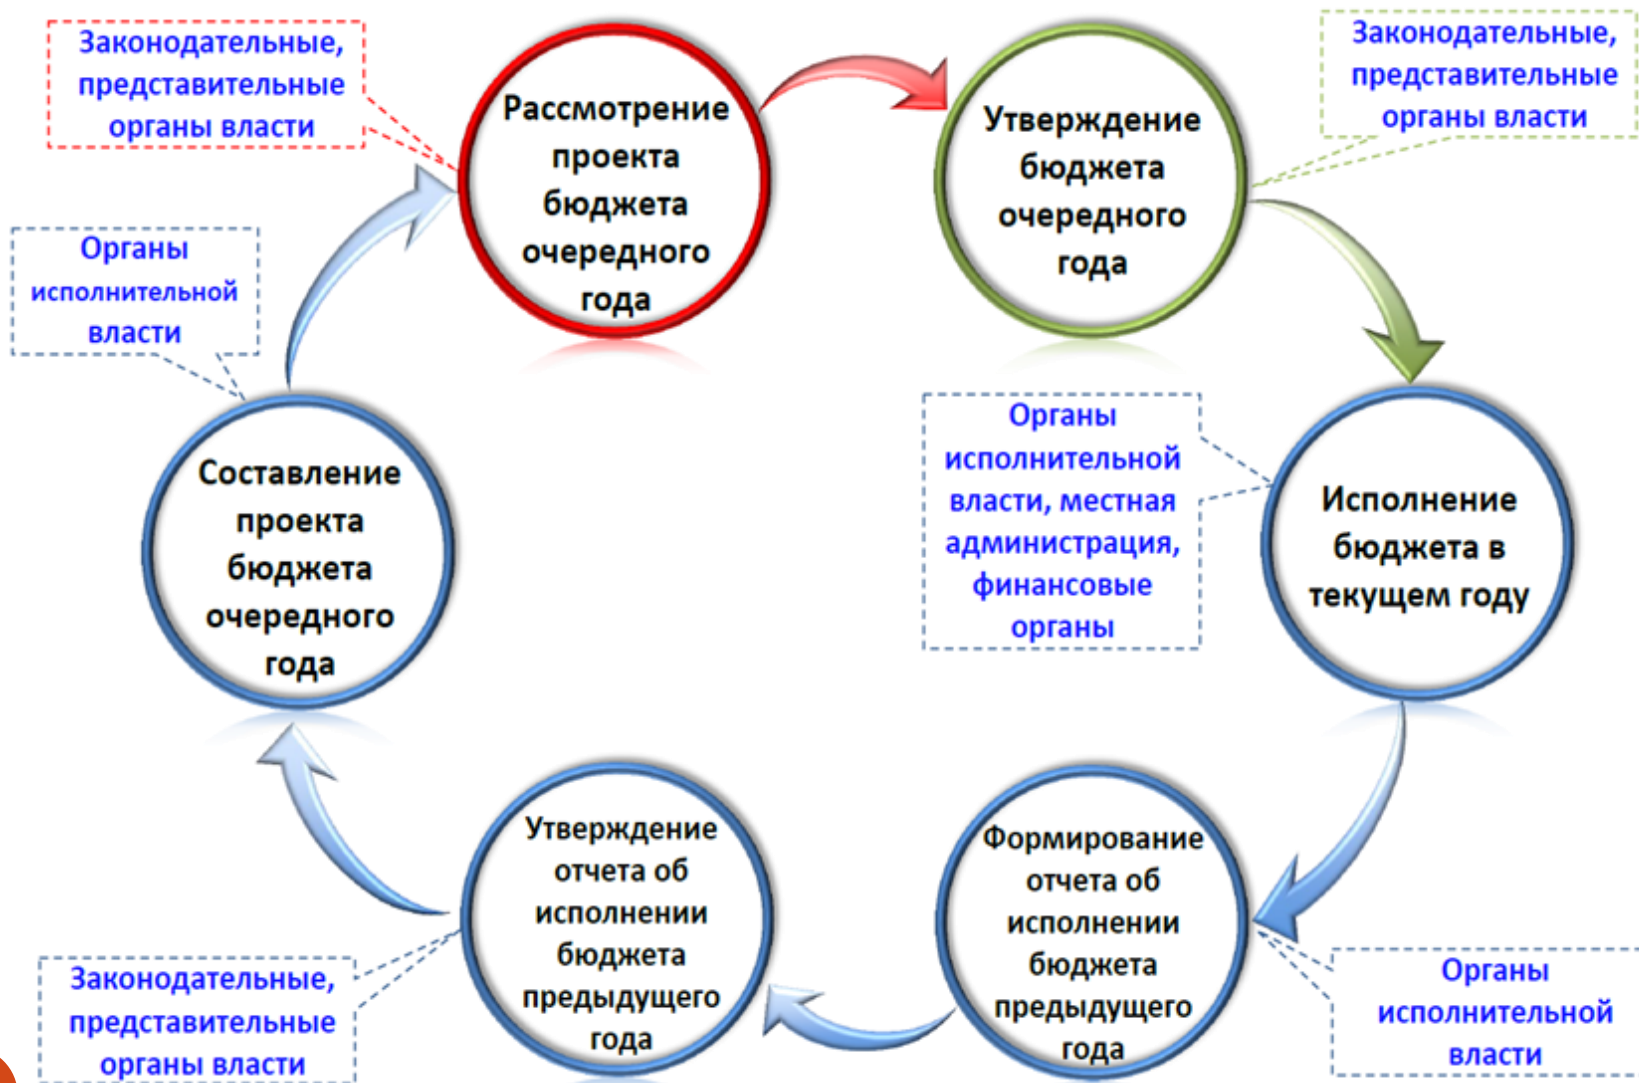 Законодательные,
представительные
органы власти
Рассмотрение
проекта
бюджета
очередного
года
Утверждение
бюджета
очередного
года
Законодательные,
представительные
органы власти
Органы
исполнительной
власти
Составление
проекта
бюджета
очередного
года
Органы
исполнительной
власти, местная
администрация,
финансовые
органы
Исполнение
бюджета в
текущем году
Законодательные,
представительные
органы власти
Утверждение
отчета об
исполнении
бюджета
предыдущего
года
Формирование
отчета об
исполнении
бюджета
предыдущего
года
Органы
исполнительной
власти